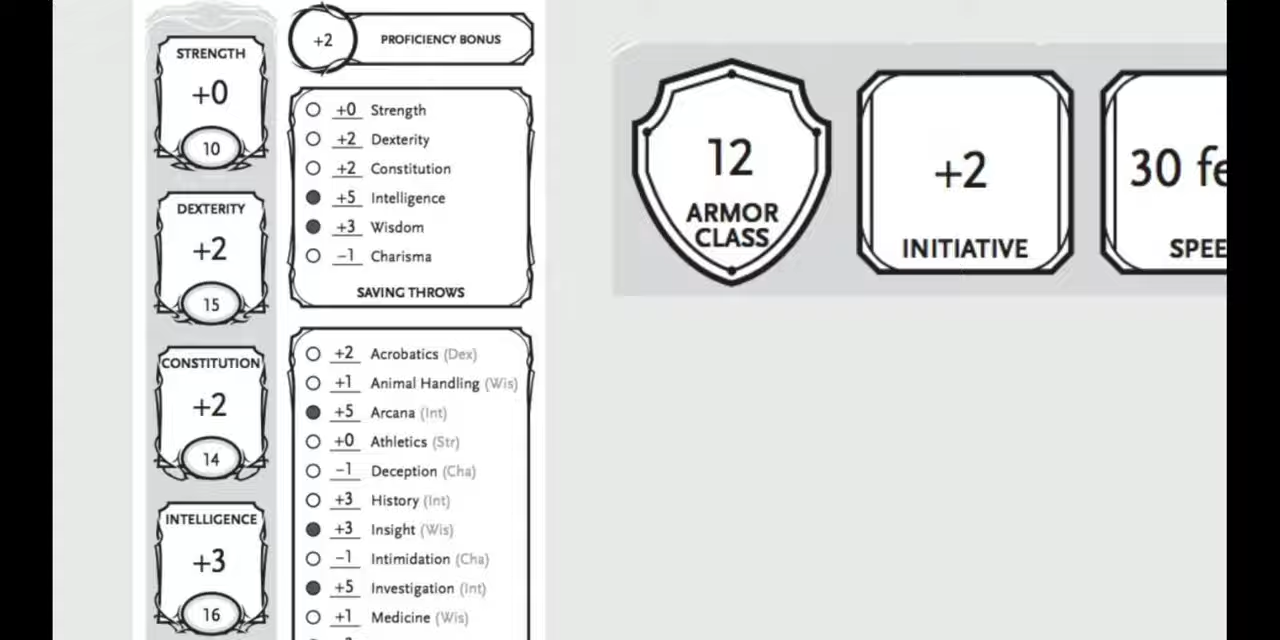 STRENGTH
+0
10
DEXTERITY
+2
15
CONSTITUTION
+2
14
INTELLIGENCE
+3
16
+2 PROFICIENCY BONUS
+0 Strength
+2 Dexterity
+2 Constitution
+5 Intelligence
+3 Wisdom
-1 Charisma
SAVING THROWS
+2 Acrobatics (Dex)
+1 Animal Handling (Wis)
+5 Arcana (Int)
+0 Athletics (Str)
-1 Deception (Cha)
+3 History (Int)
+3 Insight (Wis)
-1 Intimidation (Cha)
+5 Investigation (Int)
+1 Medicine (Wis)
12
ARMOR
CLASS
+2
INITIATIVE
30 fe
SPEE